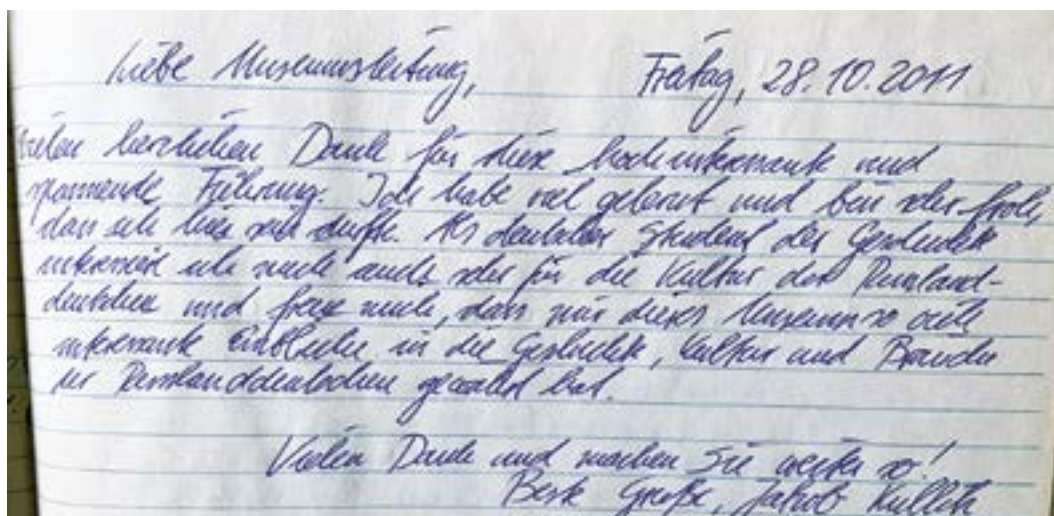 Liebe Museumsleitung, Freitag, 28.10.2011
vielen herzlichen Dank für diese hochinteressante und
spannende Führung. Ich habe viel gelernt und bin sehr froh,
dass ich hier sein durfte. Als deutscher Student der Geschichte
interessiere ich mich auch sehr für die Kultur der Russland-
deutschen und freue mich, dass mir dieses Museum so viele
interessante Einblicke in die Geschichte, Kultur und Bräuche
der Russlanddeutschen gewährt hat.
Vielen Dank und machen Sie weiter so!
Beste Grüße, Jakob